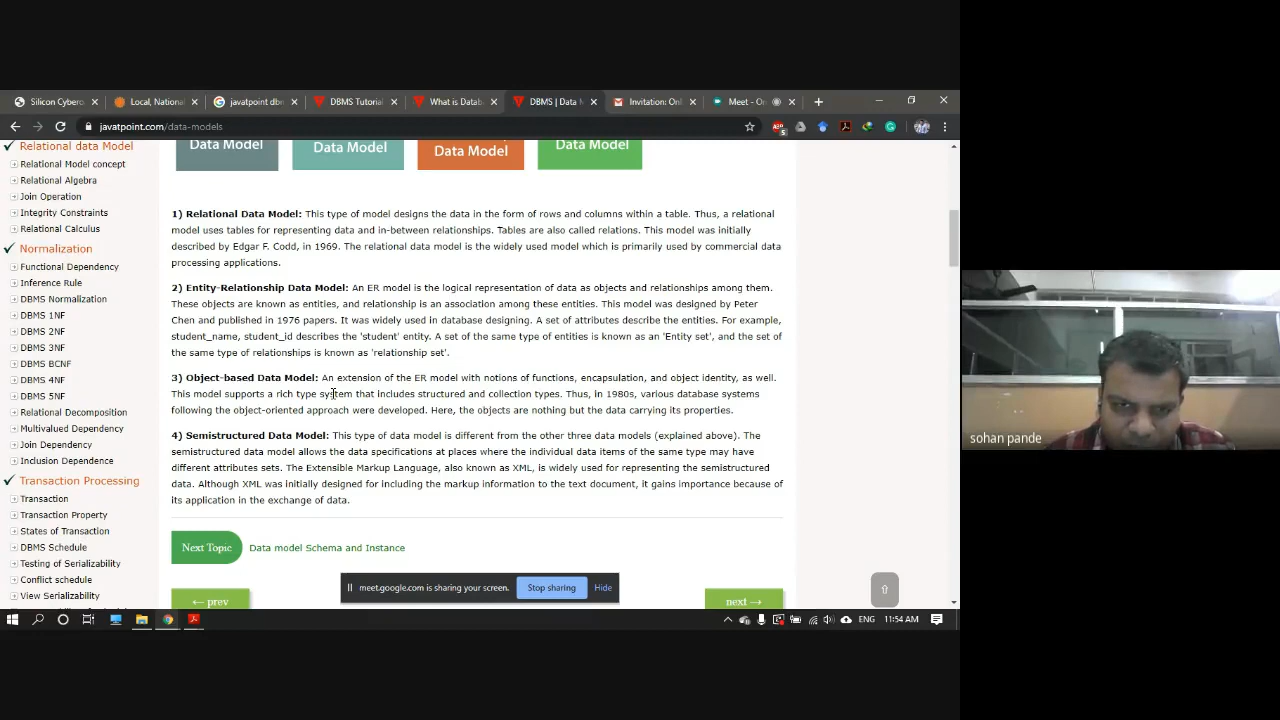 Silicon Cyberc
Local, National
javatpoint dbm
DBMS Tutorial
What is Databa
DBMS | Data M
Invitation: Onl
Meet - On
javatpoint.com/data-models
Relational data Model
Relational Model concept
Relational Algebra
Join Operation
Integrity Constraints
Relational Calculus
Normalization
Functional Dependency
Inference Rule
DBMS Normalization
DBMS 1NF
DBMS 2NF
DBMS 3NF
DBMS BCNF
DBMS 4NF
DBMS 5NF
Relational Decomposition
Multivalued Dependency
Join Dependency
Inclusion Dependence
Transaction Processing
Transaction
Transaction Property
States of Transaction
DBMS Schedule
Testing of Serializability
Conflict schedule
View Serializability
Data Model
Data Model
Data Model
Data Model
1) Relational Data Model: This type of model designs the data in the form of rows and columns within a table. Thus, a relational
model uses tables for representing data and in-between relationships. Tables are also called relations. This model was initially
described by Edgar F. Codd, in 1969. The relational data model is the widely used model which is primarily used by commercial data
processing applications.
2) Entity-Relationship Data Model: An ER model is the logical representation of data as objects and relationships among them.
These objects are known as entities, and relationship is an association among these entities. This model was designed by Peter
Chen and published in 1976 papers. It was widely used in database designing. A set of attributes describe the entities. For example,
student_name, student_id describes the 'student' entity. A set of the same type of entities is known as an 'Entity set', and the set of
the same type of relationships is known as 'relationship set'.
3) Object-based Data Model: An extension of the ER model with notions of functions, encapsulation, and object identity, as well.
This model supports a rich type system that includes structured and collection types. Thus, in 1980s, various database systems
following the object-oriented approach were developed. Here, the objects are nothing but the data carrying its properties.
4) Semistructured Data Model: This type of data model is different from the other three data models (explained above). The
semistructured data model allows the data specifications at places where the individual data items of the same type may have
different attributes sets. The Extensible Markup Language, also known as XML, is widely used for representing the semistructured
data. Although XML was initially designed for including the markup information to the text document, it gains importance because of
its application in the exchange of data.
Next Topic
Data model Schema and Instance
← prev
next →
meet.google.com is sharing your screen.
Stop sharing
Hide
ENG
11:54 AM
sohan pande